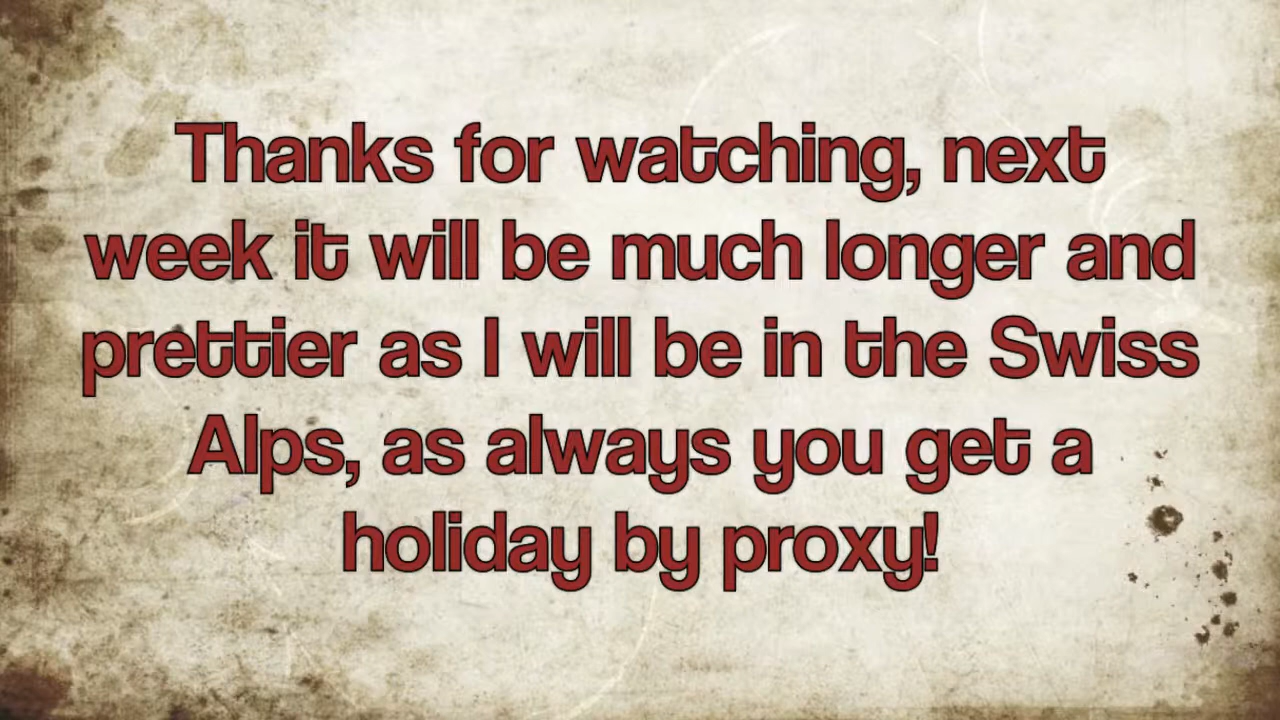 Thanks for watching, next
week it will be much longer and
prettier as I will be in the Swiss
Alps, as always you get a
holiday by proxy!